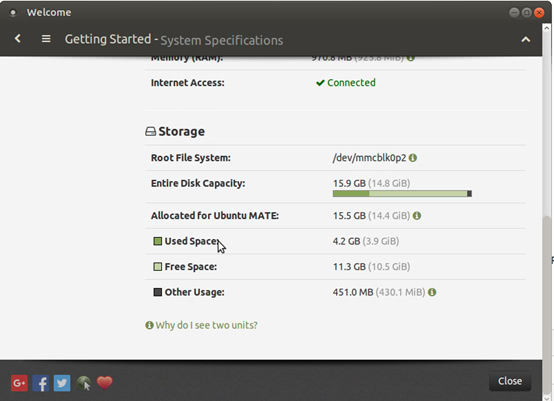 Welcome
Getting Started - System Specifications
Memory (RAM): 970.8 MB (925.8 MiB)
Internet Access: Connected
Storage
Root File System: /dev/mmcblk0p2
Entire Disk Capacity: 15.9 GB (14.8 GiB)
Allocated for Ubuntu MATE: 15.5 GB (14.4 GiB)
Used Space: 4.2 GB (3.9 GiB)
Free Space: 11.3 GB (10.5 GiB)
Other Usage: 451.0 MB (430.1 MiB)
Why do I see two units?
Close